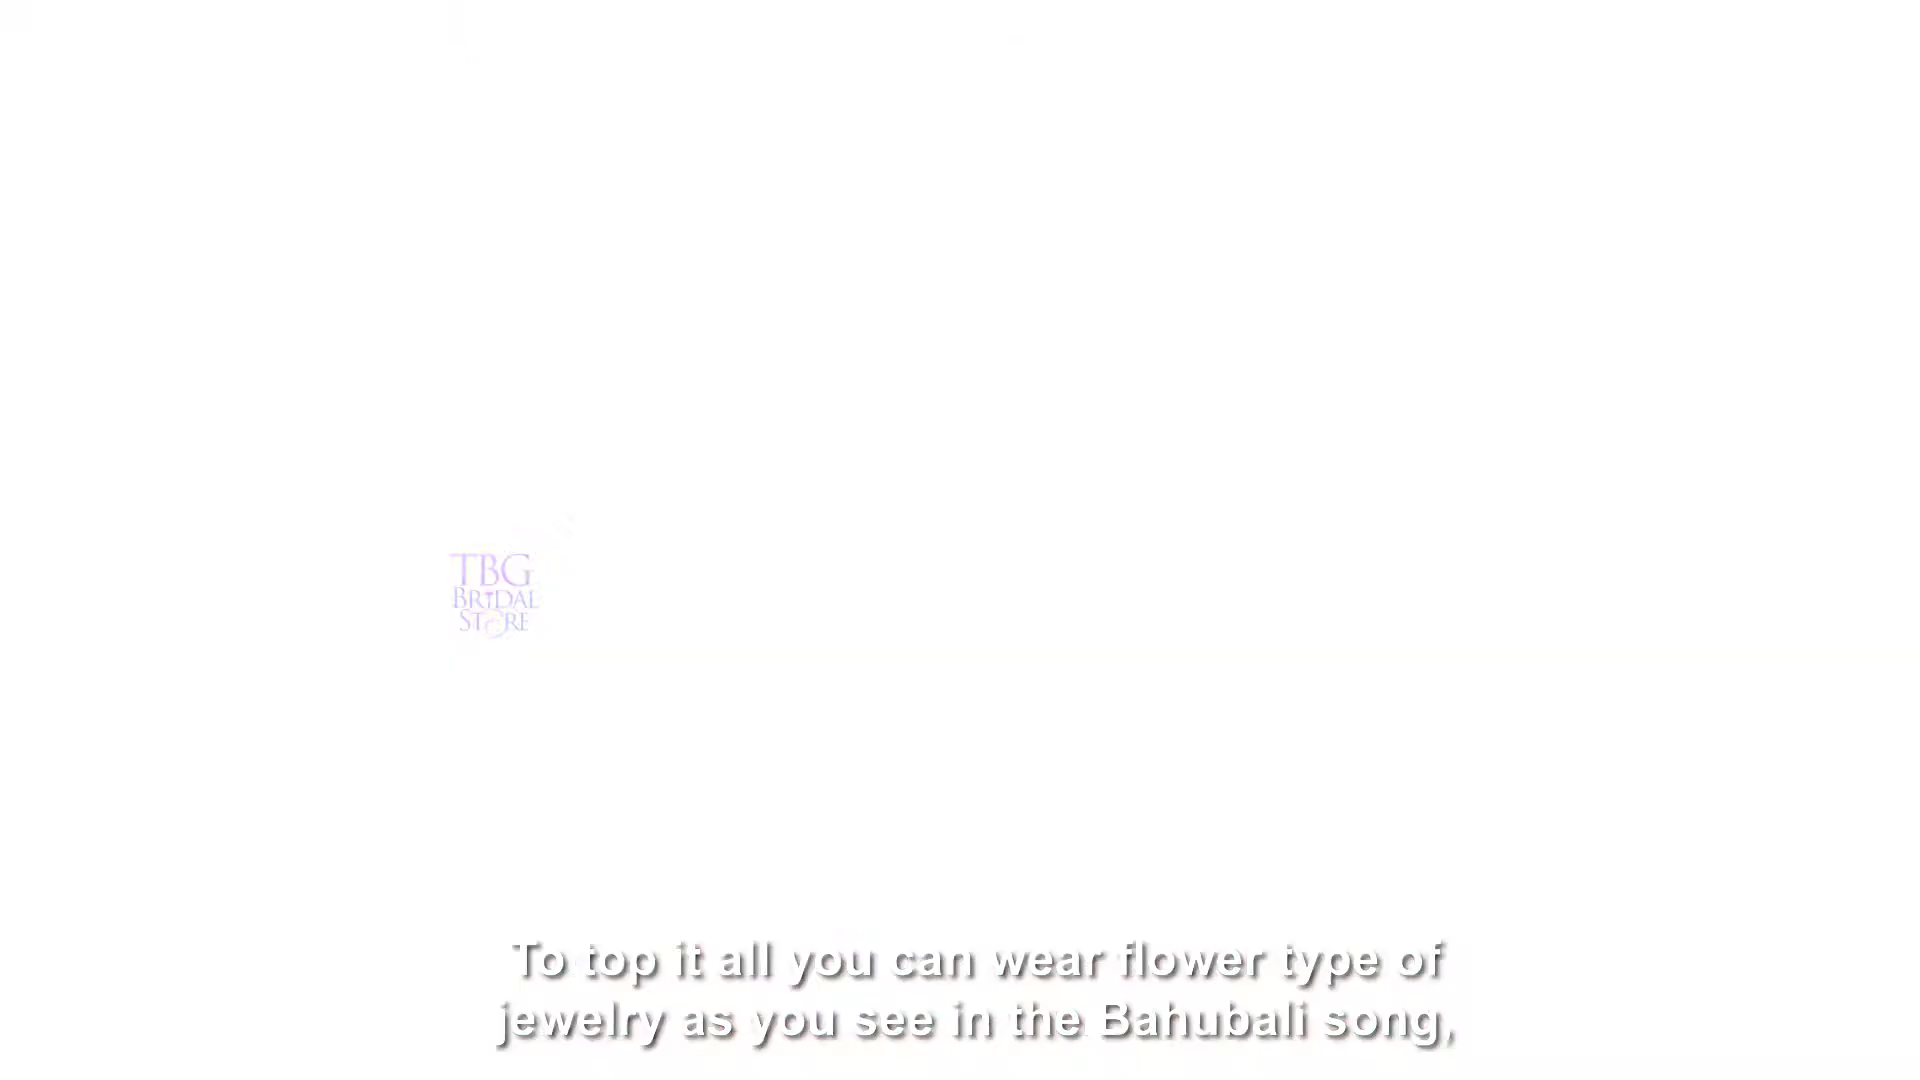 TBG
BRIDAL
STORE
To top it all you can wear flower type of
jewelry as you see in the Bahubali song,